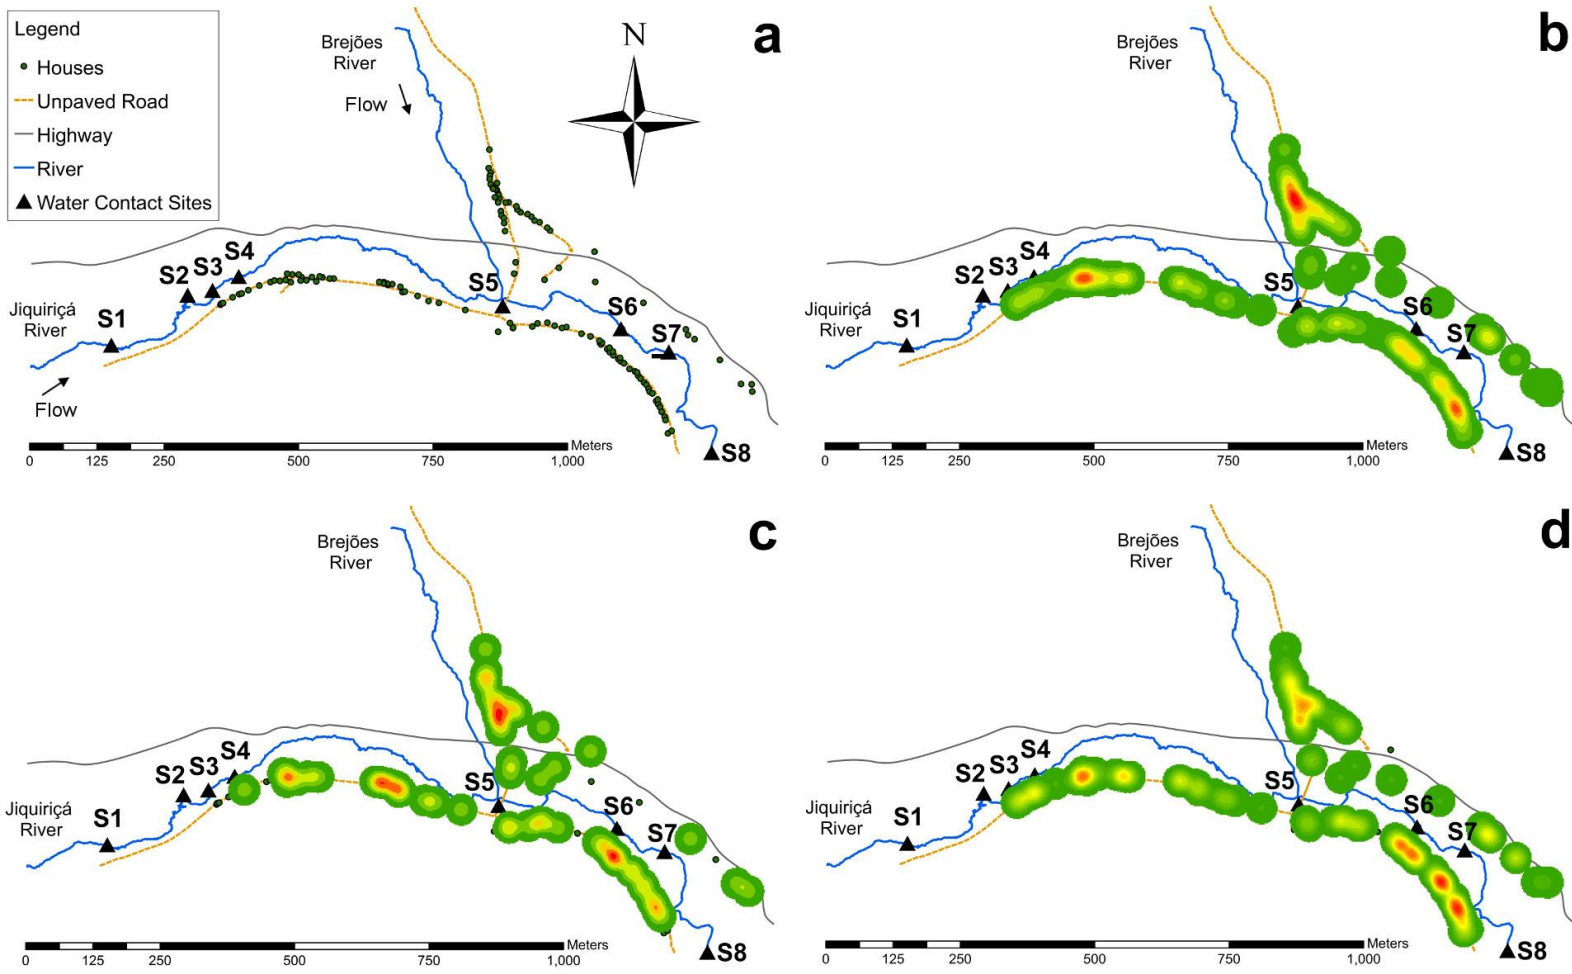 Legend
Houses
Unpaved Road
Highway
River
Water Contact Sites
Brejões
River
Flow
N
a
S4
S3
S2
S5
Jiquiriçá
River
S1
S6
S7
Flow
S8
Meters
0 125 250 500 750 1,000
b
Brejões
River
S4
S3
S2
S5
Jiquiriçá
River
S1
S6
S7
S8
Meters
0 125 250 500 750 1,000
c
Brejões
River
S4
S3
S2
S5
Jiquiriçá
River
S1
S6
S7
S8
Meters
0 125 250 500 750 1,000
d
Brejões
River
S4
S3
S2
S5
Jiquiriçá
River
S1
S6
S7
S8
Meters
0 125 250 500 750 1,000